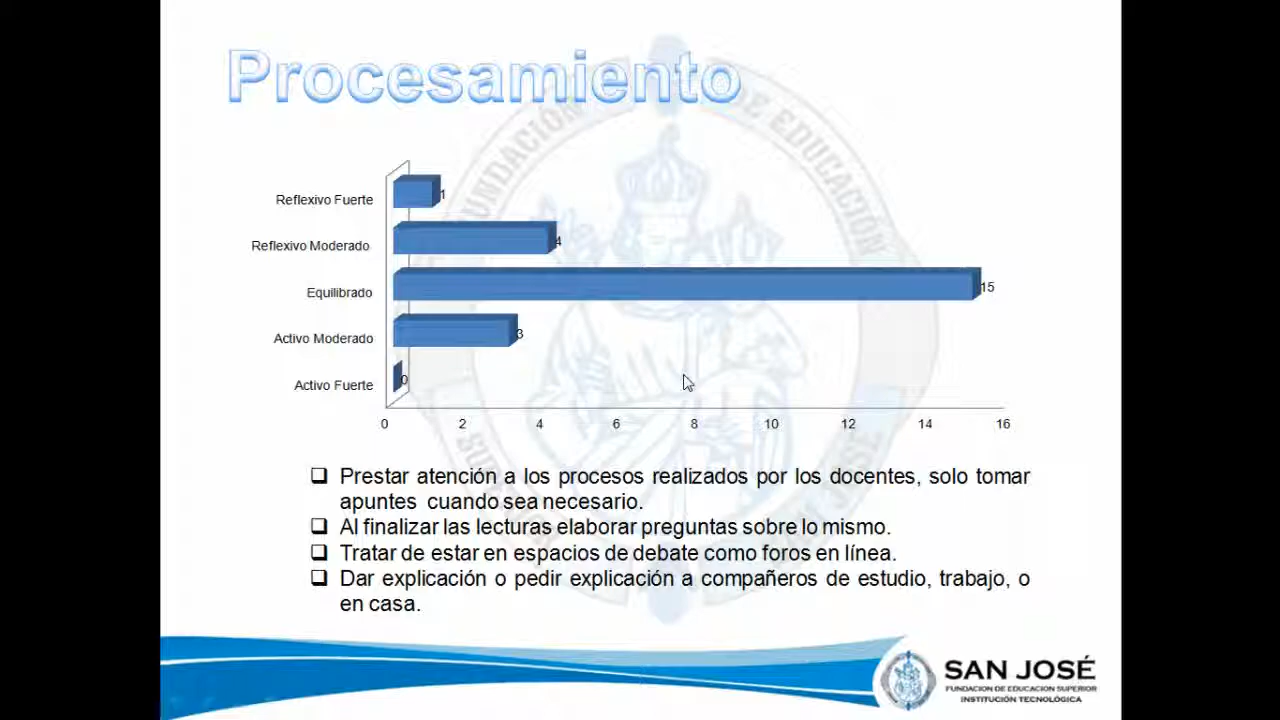 Procesamiento
Reflexivo Fuerte
1
Reflexivo Moderado
4
Equilibrado
15
Activo Moderado
3
Activo Fuerte
0
0 2 4 6 8 10 12 14 16
❑ Prestar atención a los procesos realizados por los docentes, solo tomar
apuntes cuando sea necesario.
❑ Al finalizar las lecturas elaborar preguntas sobre lo mismo.
❑ Tratar de estar en espacios de debate como foros en línea.
❑ Dar explicación o pedir explicación a compañeros de estudio, trabajo, o
en casa.
SAN JOSÉ
FUNDACION DE EDUCACION SUPERIOR
INSTITUCIÓN TECNOLÓGICA
FUNDACIÓN DE EDUCACIÓN